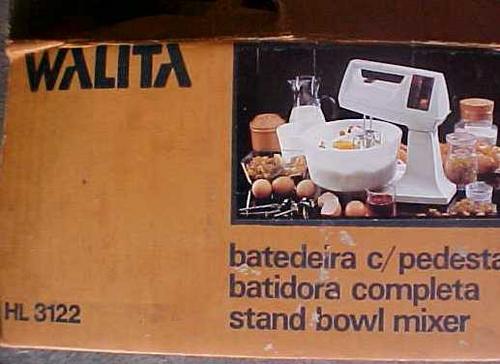 WALITA
batedeira c/pedesta
batidora completa
stand bowl mixer
HL 3122